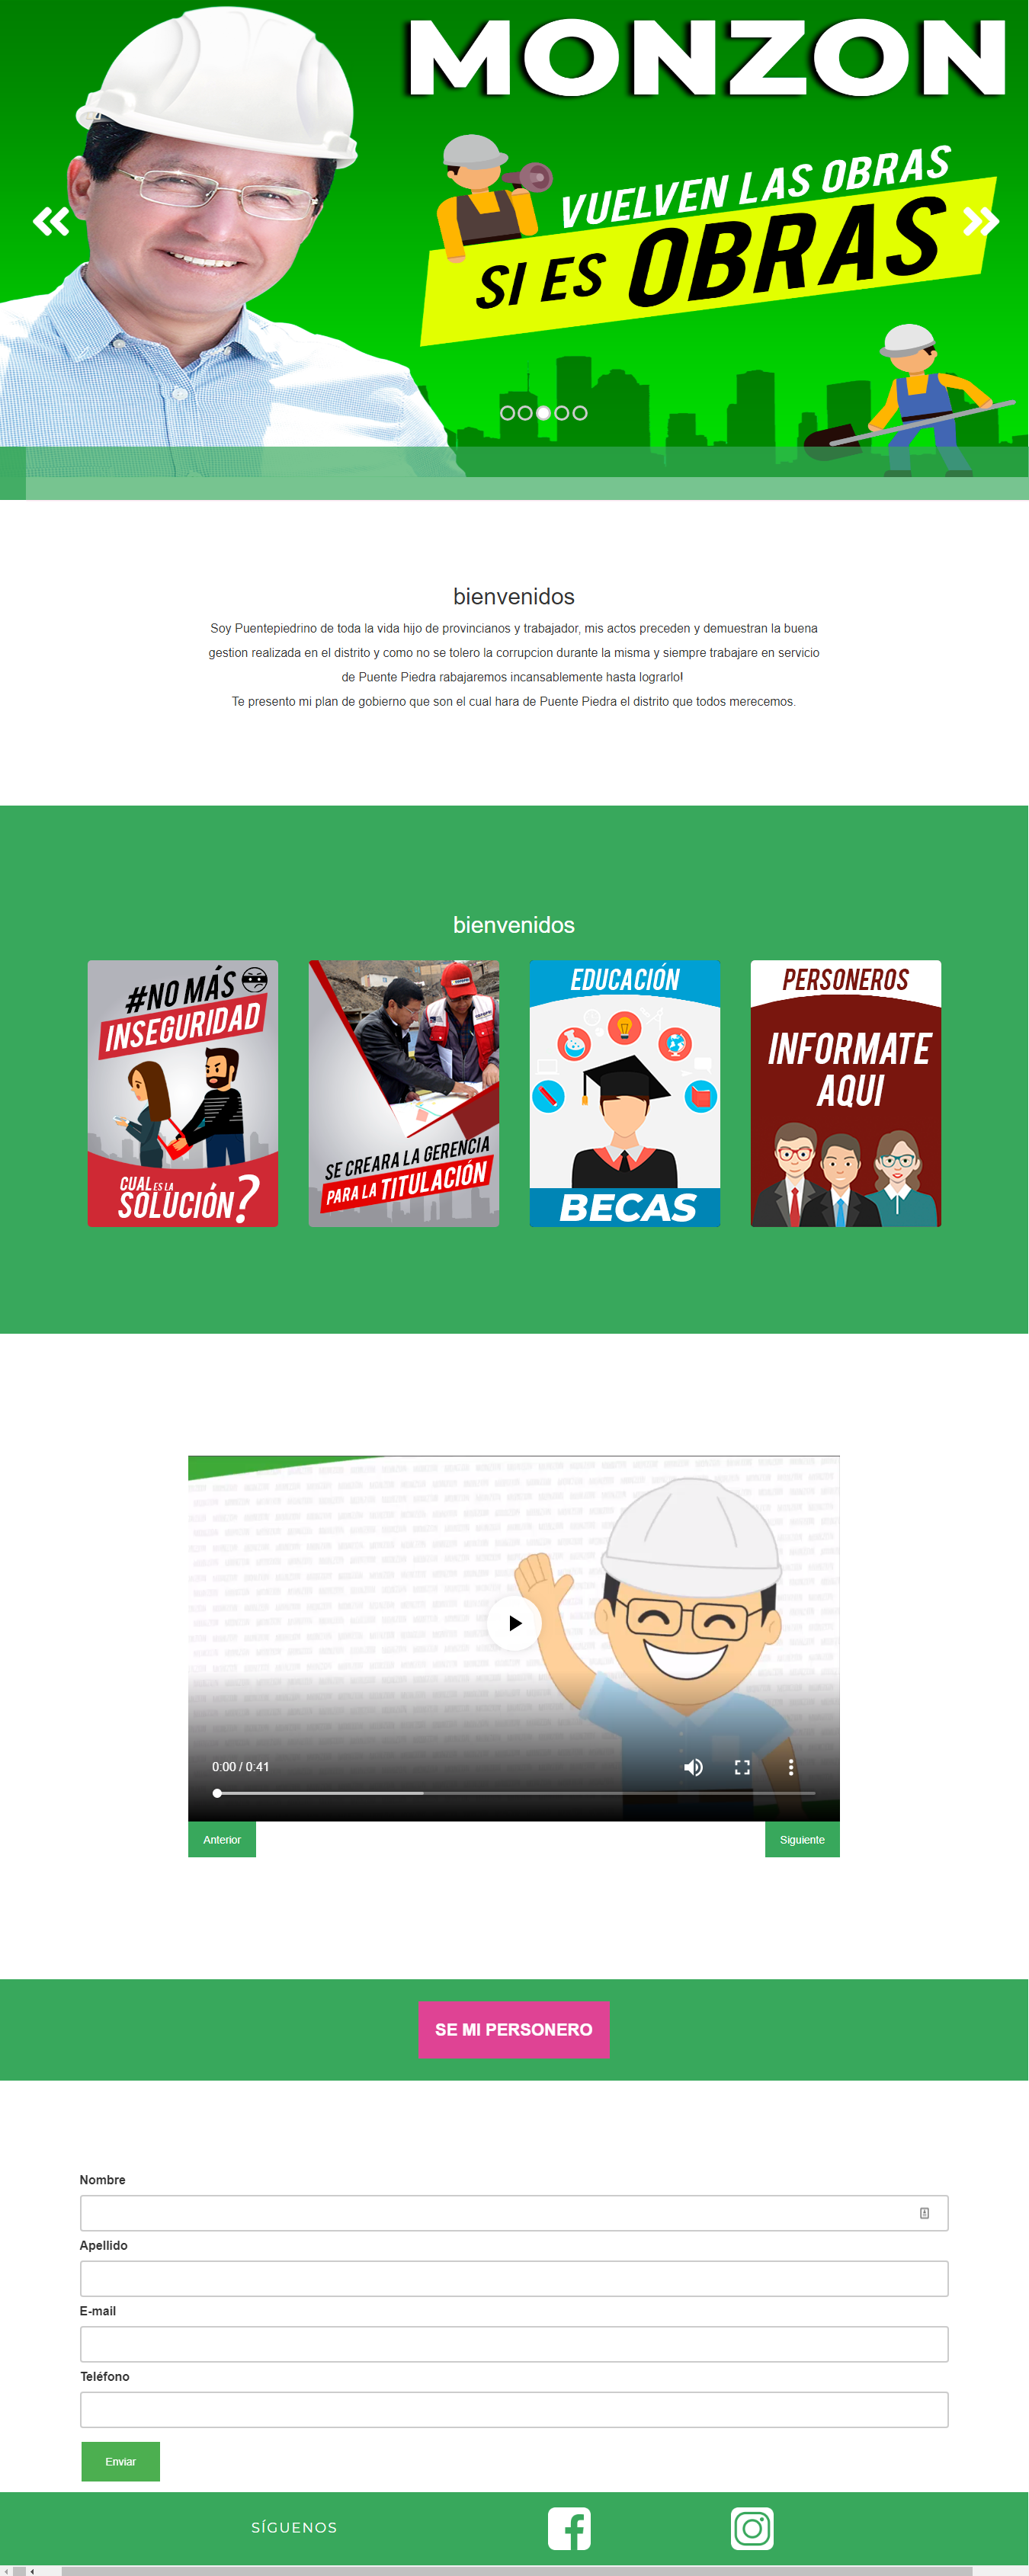 MONZON
VUELVEN LAS OBRAS
SI ES OBRAS
bienvenidos
Soy Puentepiedrino de toda la vida hijo de provincianos y trabajador, mis actos preceden y demuestran la buena
gestion realizada en el distrito y como no se tolero la corrupcion durante la misma y siempre trabajare en servicio
de Puente Piedra rabajaremos incansablemente hasta lograrlo!
Te presento mi plan de gobierno que son el cual hara de Puente Piedra el distrito que todos merecemos.
bienvenidos
#NO MÁS
INSEGURIDAD
CUAL ES LA
SOLUCIÓN?
SE CREARA LA GERENCIA
PARA LA TITULACIÓN
EDUCACIÓN
BECAS
PERSONEROS
INFORMATE
AQUI
0:00 / 0:41
Anterior
Siguiente
SE MI PERSONERO
Nombre
Apellido
E-mail
Teléfono
Enviar
SÍGUENOS